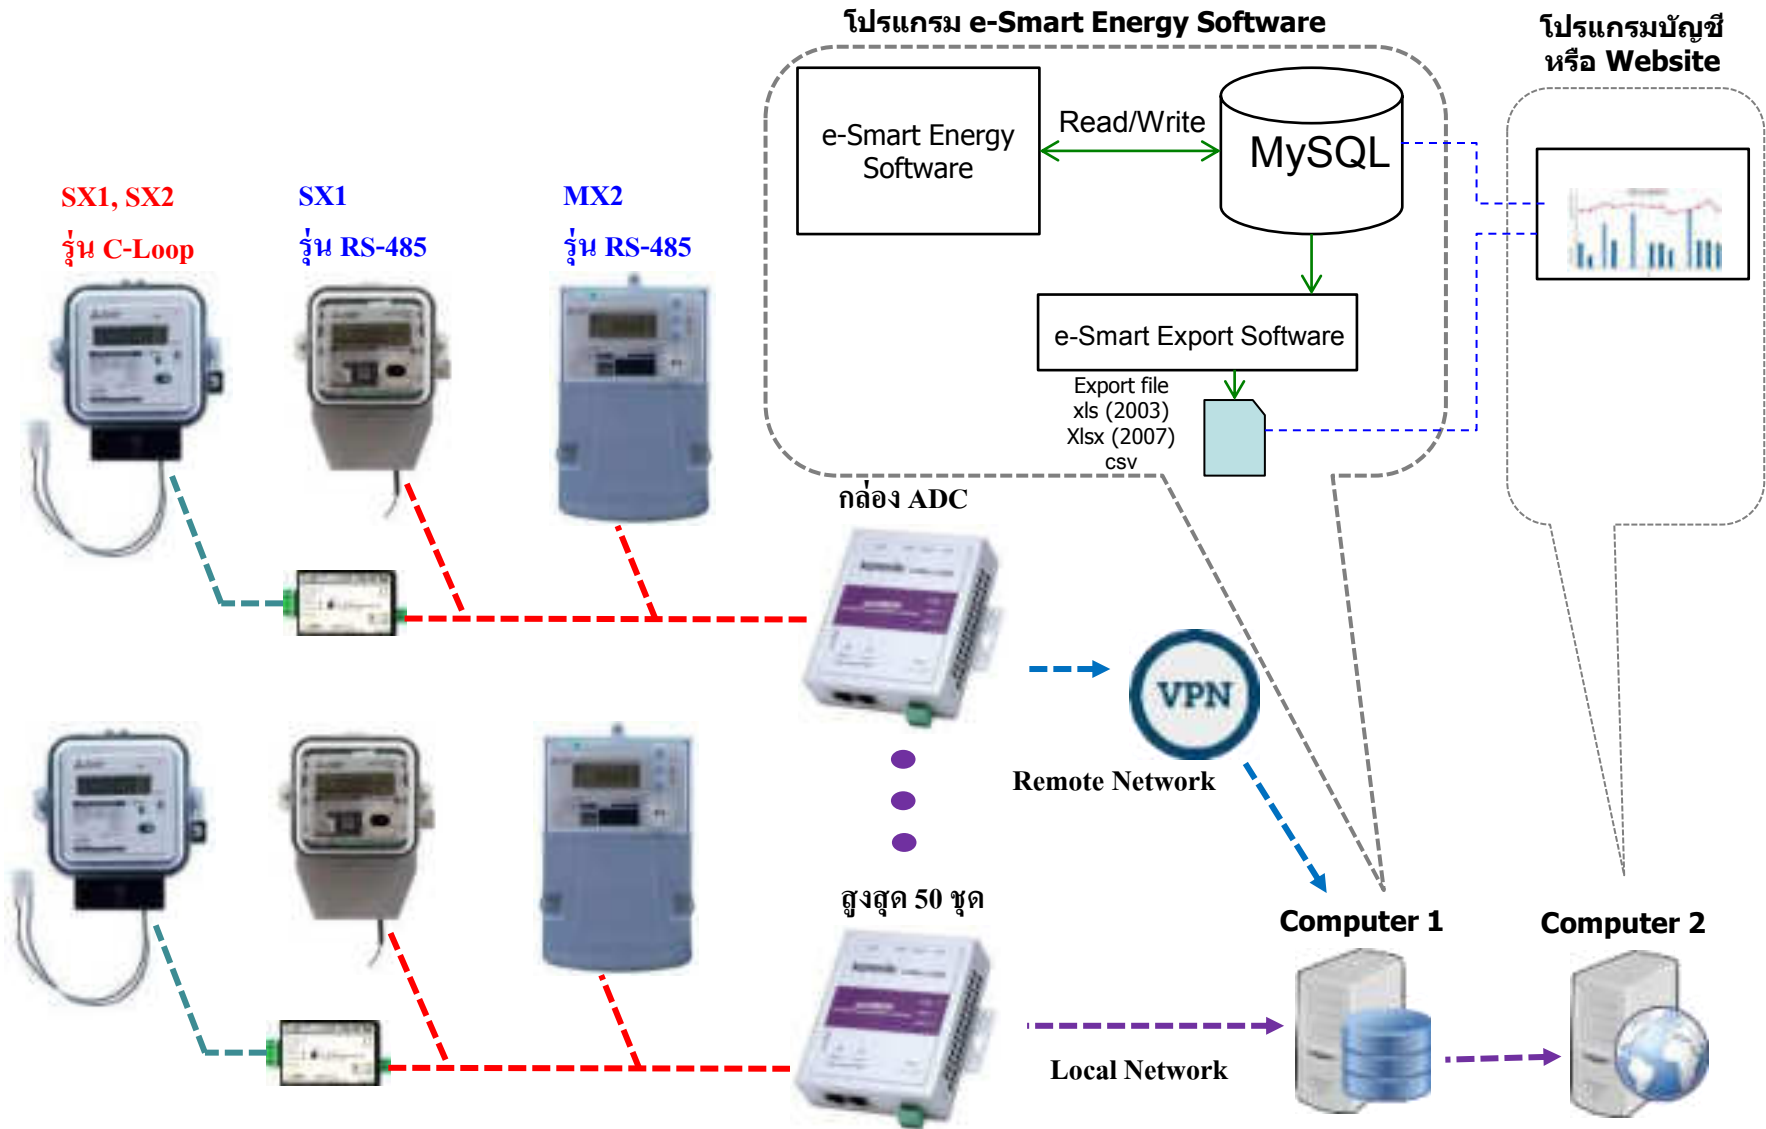 โปรแกรม e-Smart Energy Software
โปรแกรมบัญชี
หรือ Website
e-Smart Energy
Software
Read/Write
MySQL
SX1, SX2
รุ่น C-Loop
SX1
รุ่น RS-485
MX2
รุ่น RS-485
e-Smart Export Software
Export file
xls (2003)
Xlsx (2007)
csv
กล่อง ADC
VPN
Remote Network
สูงสุด 50 ชุด
Computer 1
Computer 2
Local Network